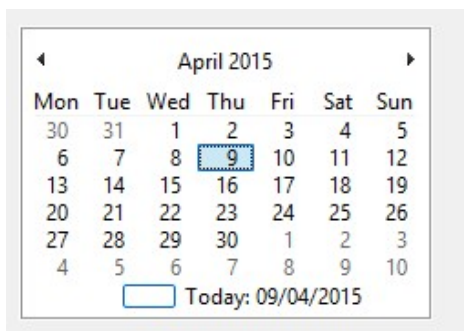 April 2015
Mon Tue Wed Thu Fri Sat Sun
30 31 1 2 3 4 5
6 7 8 9 10 11 12
13 14 15 16 17 18 19
20 21 22 23 24 25 26
27 28 29 30 1 2 3
4 5 6 7 8 9 10
Today: 09/04/2015